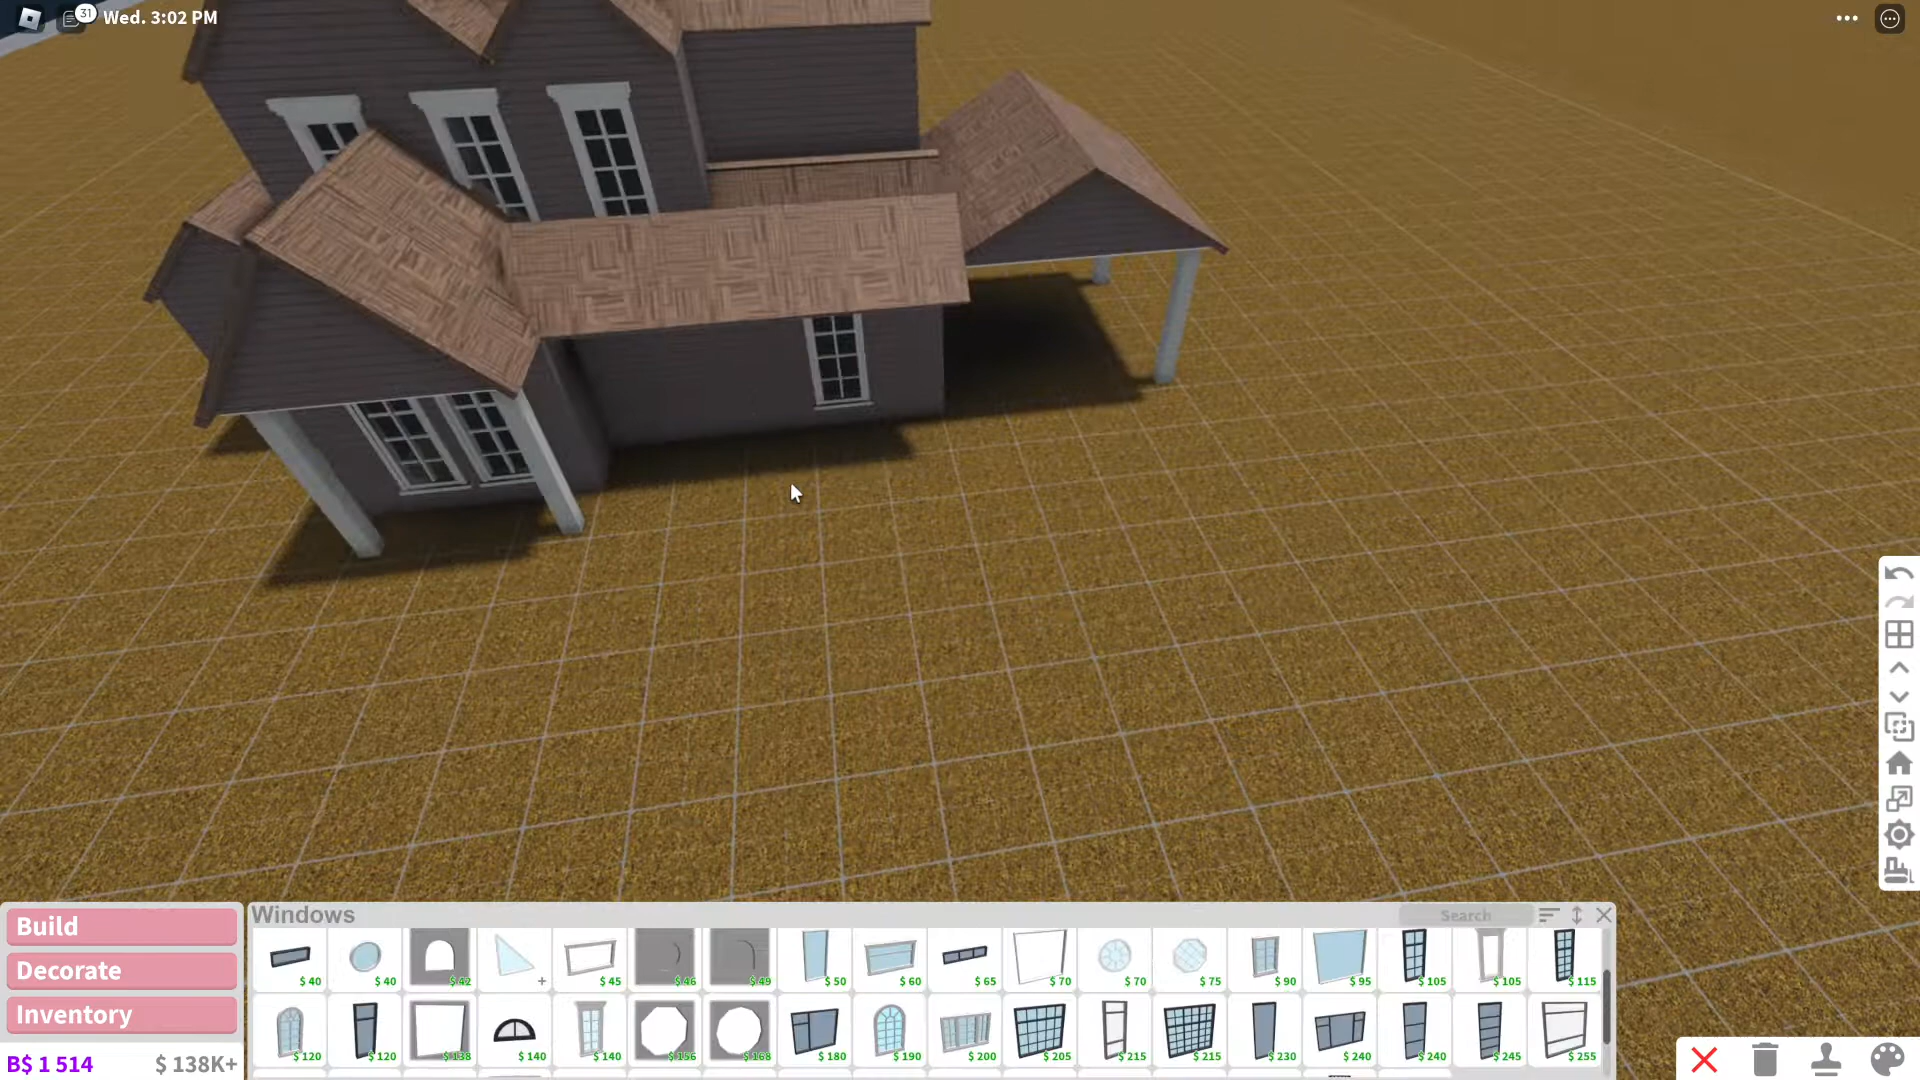 31 Wed. 3:02 PM
Build
Decorate
Inventory
B$ 1 514 $ 138K+
Windows
Search
$ 40 $ 40 $ 42 + $ 45 $ 46 $ 49 $ 50 $ 60 $ 65 $ 70 $ 70 $ 75 $ 90 $ 95 $ 105 $ 105 $ 115
$ 120 $ 120 $ 138 $ 140 $ 140 $ 156 $ 168 $ 180 $ 190 $ 200 $ 205 $ 215 $ 215 $ 230 $ 240 $ 240 $ 245 $ 255